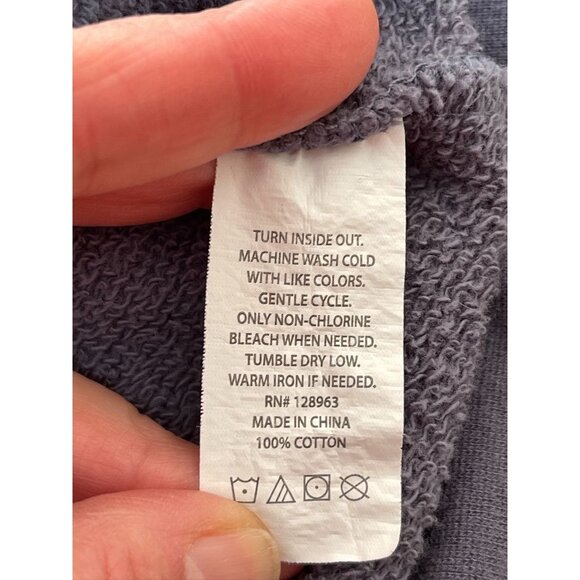 TURN INSIDE OUT.
MACHINE WASH COLD
WITH LIKE COLORS.
GENTLE CYCLE.
ONLY NON-CHLORINE
BLEACH WHEN NEEDED.
TUMBLE DRY LOW.
WARM IRON IF NEEDED.
RN# 128963
MADE IN CHINA
100% COTTON